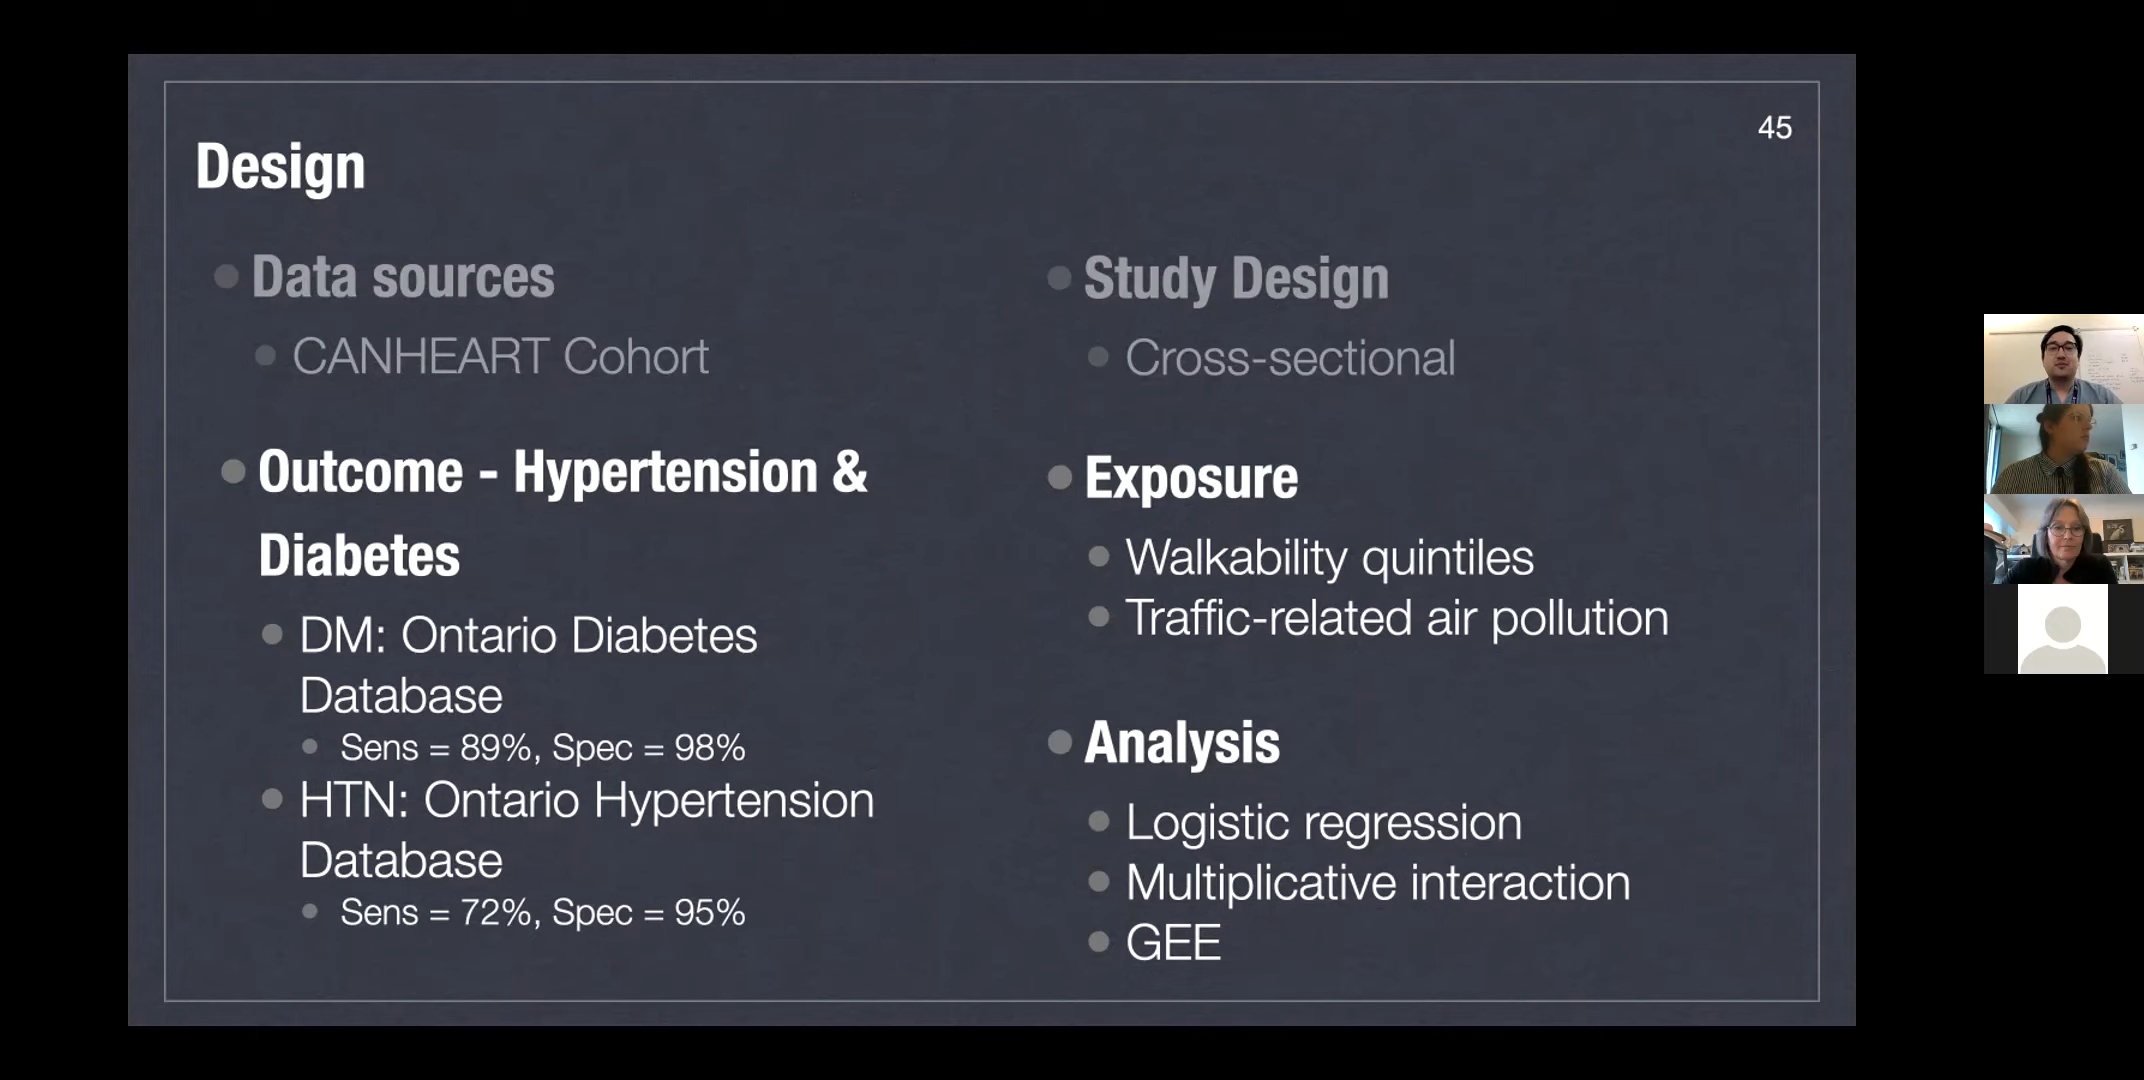 45
Design
Data sources
CANHEART Cohort
Outcome - Hypertension &
Diabetes
DM: Ontario Diabetes
Database
Sens = 89%, Spec = 98%
HTN: Ontario Hypertension
Database
Sens = 72%, Spec = 95%
Study Design
Cross-sectional
Exposure
Walkability quintiles
Traffic-related air pollution
Analysis
Logistic regression
Multiplicative interaction
GEE